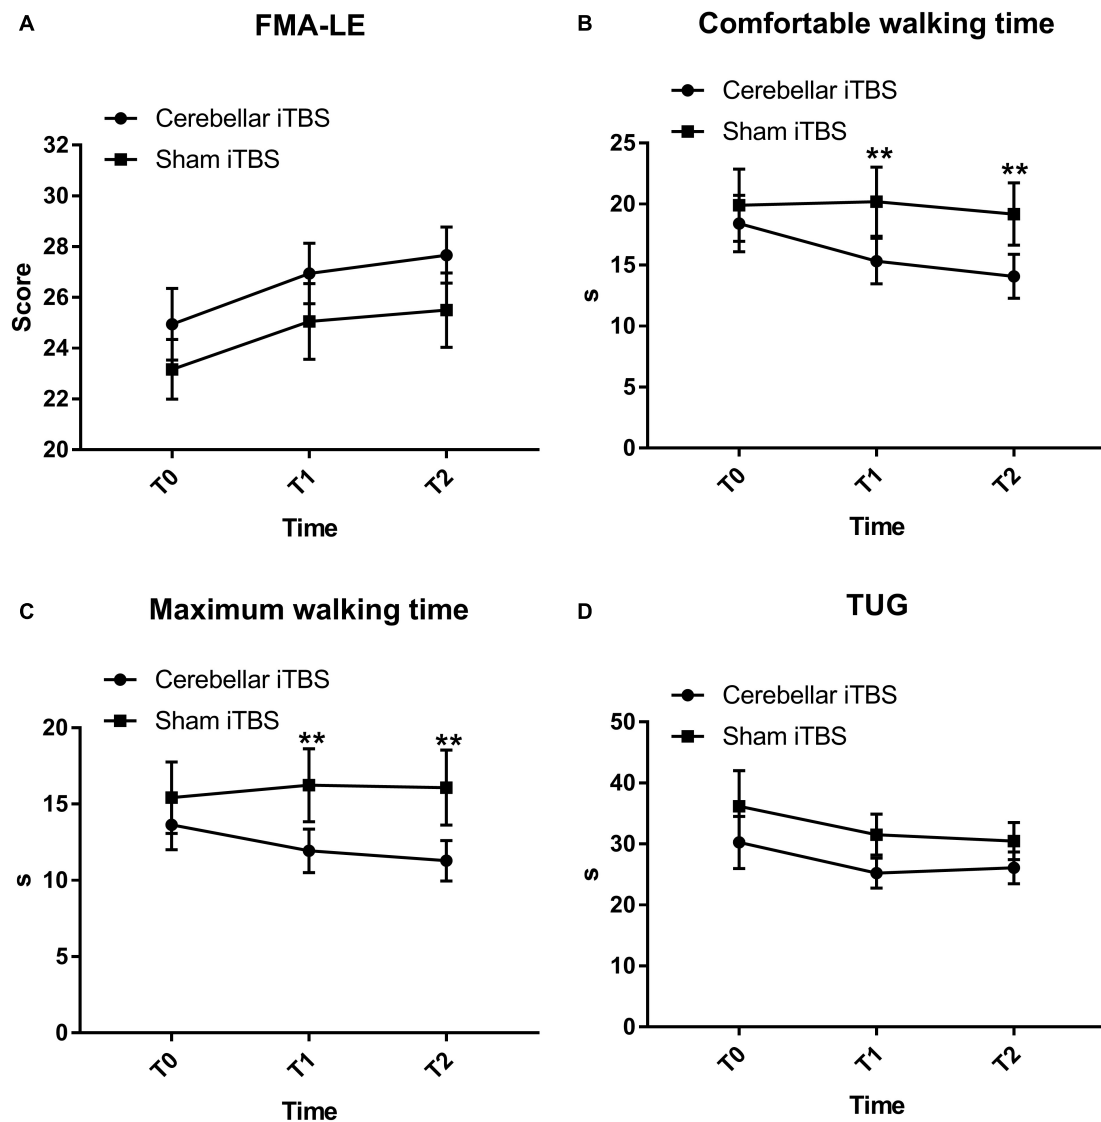 A
FMA-LE
Cerebellar iTBS
Sham iTBS
32
30
28
26
24
22
20
Score
T0
T1
T2
Time
B
Comfortable walking time
Cerebellar iTBS
Sham iTBS
**
**
25
20
15
10
5
0
s
T0
T1
T2
Time
C
Maximum walking time
Cerebellar iTBS
Sham iTBS
**
**
20
15
10
5
0
s
T0
T1
T2
Time
D
TUG
Cerebellar iTBS
Sham iTBS
50
40
30
20
10
0
s
T0
T1
T2
Time